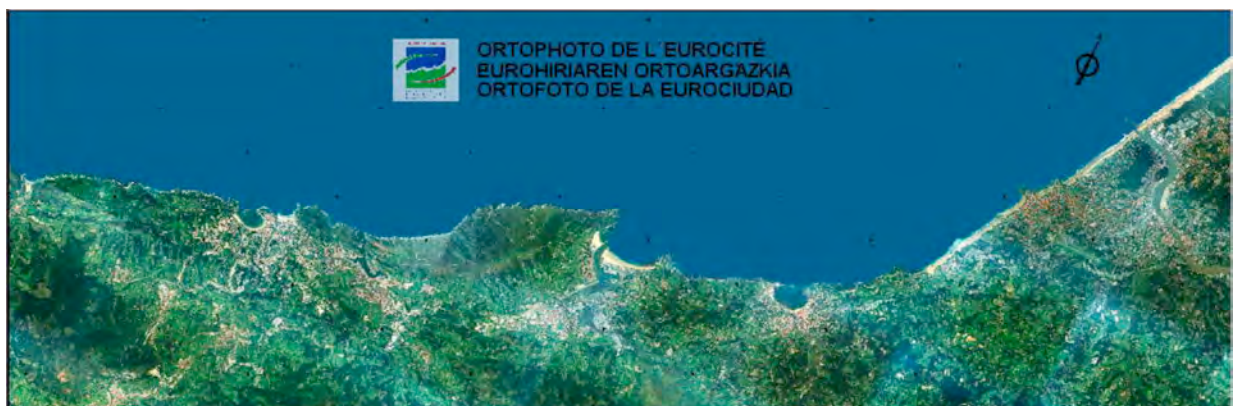 ORTOPHOTO DE L'EUROCITÉ
EUROHIRIAREN ORTOARGAZKIA
ORTOFOTO DE LA EUROCIUDAD